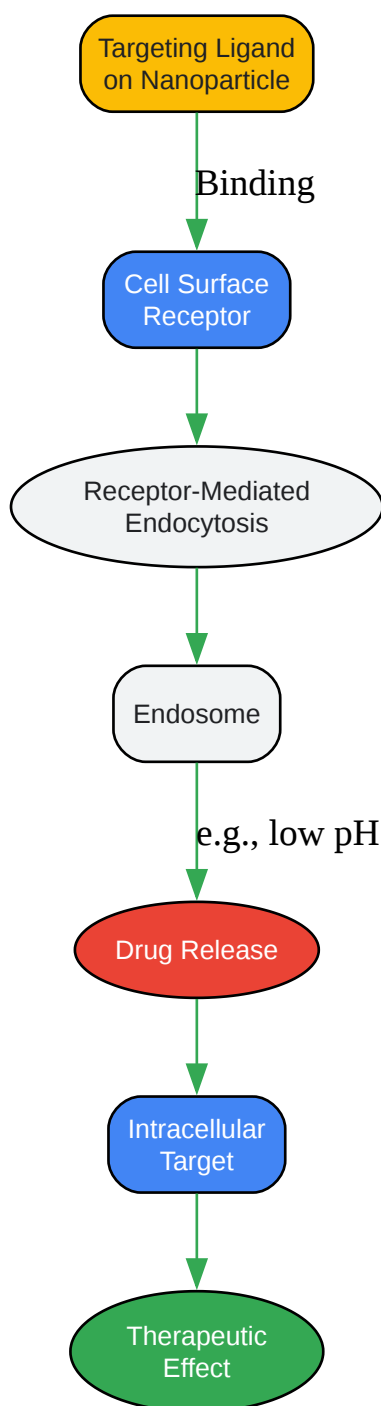 Targeting Ligand
on Nanoparticle
Binding
Cell Surface
Receptor
Receptor-Mediated
Endocytosis
Endosome
e.g., low pH
Drug Release
Intracellular
Target
Therapeutic
Effect